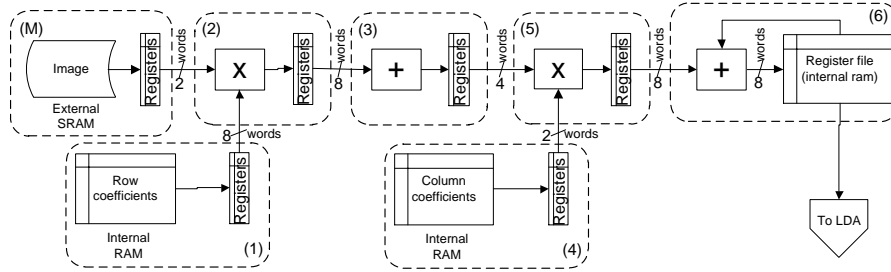 (M)
Image
External
SRAM
Registers
words
2
(2)
X
Registers
words
8
(3)
+
Registers
words
4
(5)
X
Registers
words
8
(6)
+
words
8
Register file
(internal ram)
8
words
Row
coefficients
Registers
Internal
RAM
(1)
2
words
Column
coefficients
Registers
Internal
RAM
(4)
To LDA